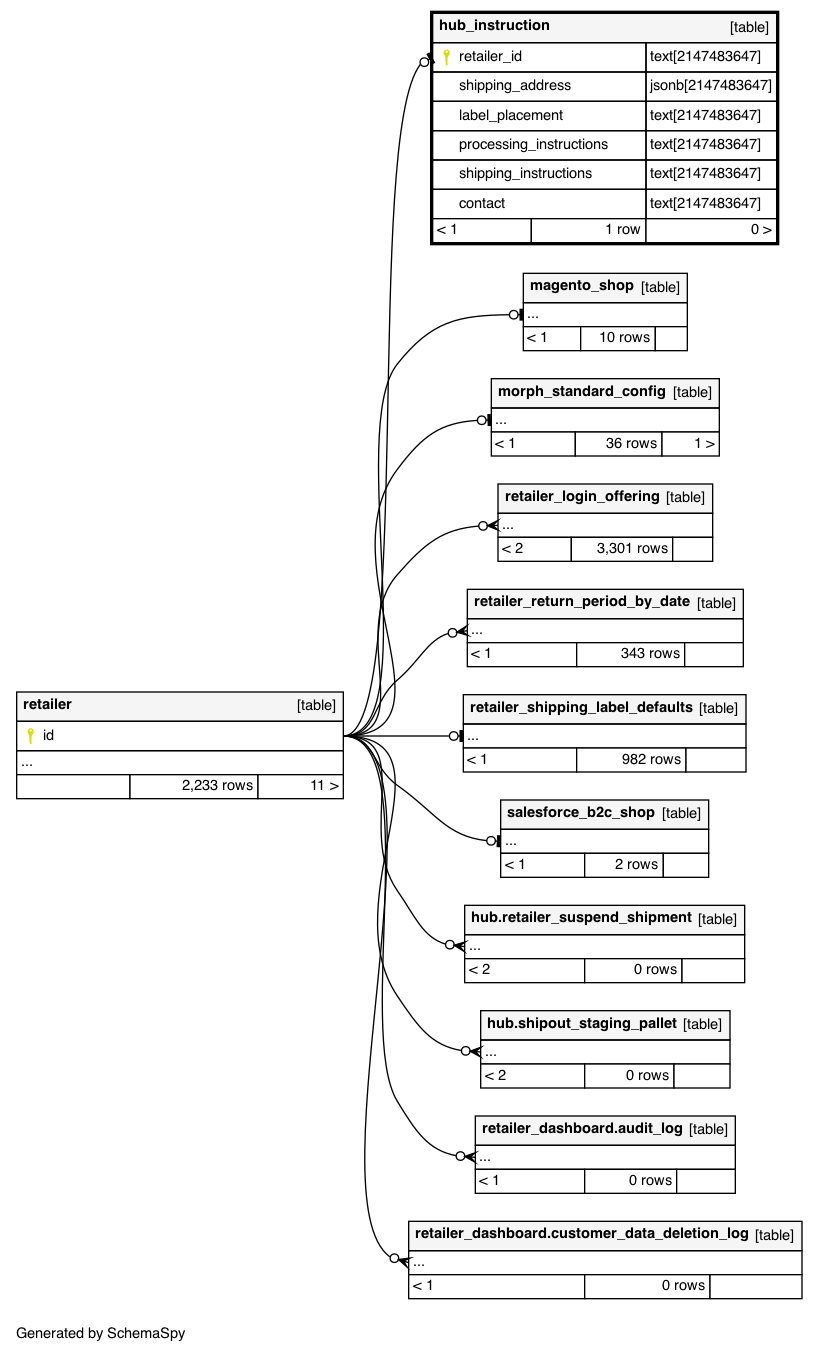 hub_instruction [table]
retailer_id text[2147483647]
shipping_address jsonb[2147483647]
label_placement text[2147483647]
processing_instructions text[2147483647]
shipping_instructions text[2147483647]
contact text[2147483647]
< 1 1 row 0 >
magento_shop [table]
...
< 1 10 rows
morph_standard_config [table]
...
< 1 36 rows 1 >
retailer_login_offering [table]
...
< 2 3,301 rows
retailer_return_period_by_date [table]
...
< 1 343 rows
retailer [table]
id
...
2,233 rows 11 >
retailer_shipping_label_defaults [table]
...
< 1 982 rows
salesforce_b2c_shop [table]
...
< 1 2 rows
hub.retailer_suspend_shipment [table]
...
< 2 0 rows
hub.shipout_staging_pallet [table]
...
< 2 0 rows
retailer_dashboard.audit_log [table]
...
< 1 0 rows
retailer_dashboard.customer_data_deletion_log [table]
...
< 1 0 rows
Generated by SchemaSpy